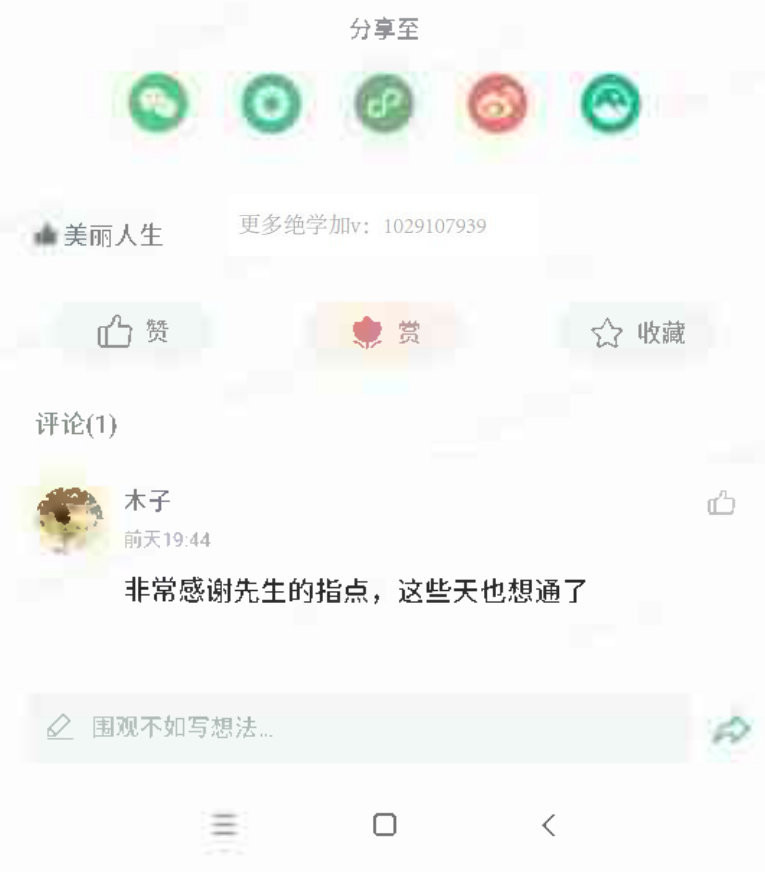 分享至
美丽人生
更多绝学加v：1029107939
赞
赏
收藏
评论(1)
木子
前天19:44
非常感谢先生的指点，这些天也想通了
围观不如写想法...